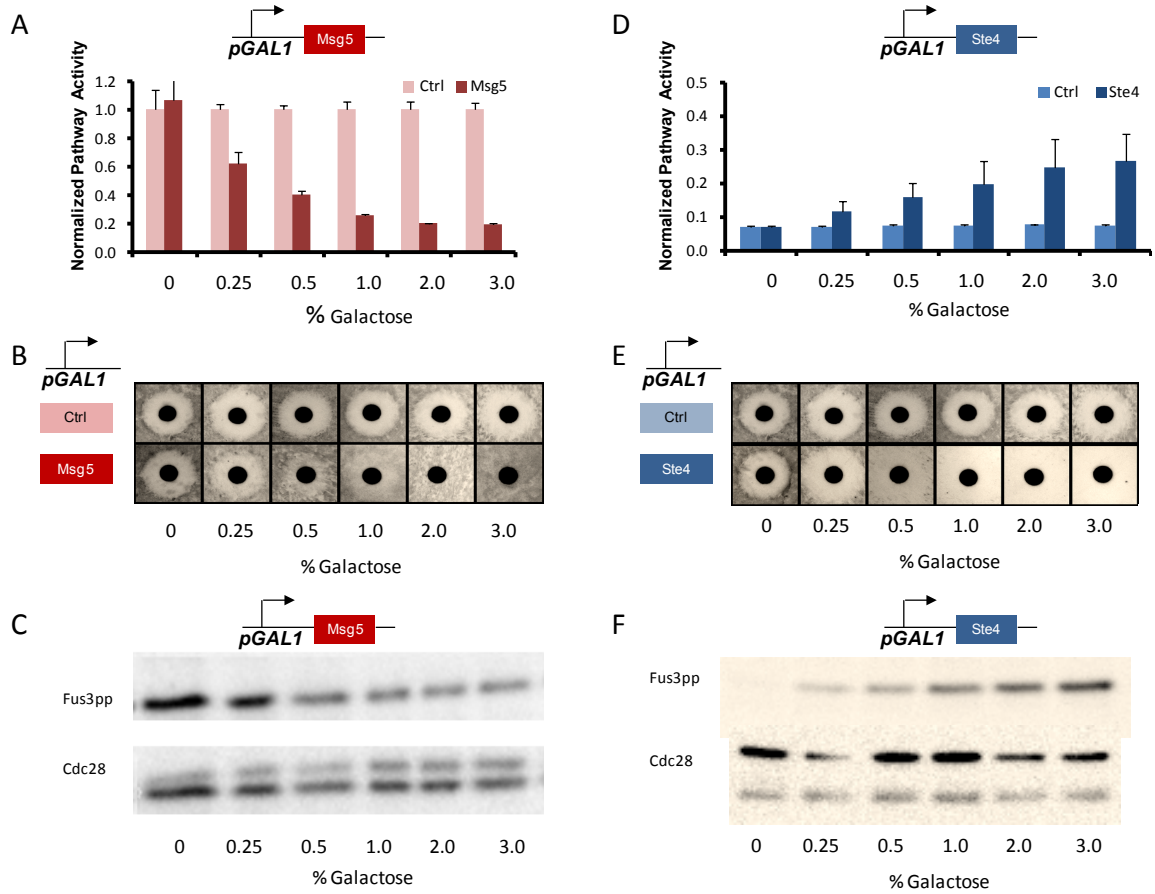 A
pGAL1 Msg5
Normalized Pathway Activity
Ctrl Msg5
1.2
1.0
0.8
0.6
0.4
0.2
0.0
0 0.25 0.5 1.0 2.0 3.0
% Galactose
B
pGAL1
Ctrl
Msg5
0 0.25 0.5 1.0 2.0 3.0
% Galactose
C
pGAL1 Msg5
Fus3pp
Cdc28
0 0.25 0.5 1.0 2.0 3.0
% Galactose
D
pGAL1 Ste4
Normalized Pathway Activity
Ctrl Ste4
0.5
0.4
0.3
0.2
0.1
0.0
0 0.25 0.5 1.0 2.0 3.0
% Galactose
E
pGAL1
Ctrl
Ste4
0 0.25 0.5 1.0 2.0 3.0
% Galactose
F
pGAL1 Ste4
Fus3pp
Cdc28
0 0.25 0.5 1.0 2.0 3.0
% Galactose